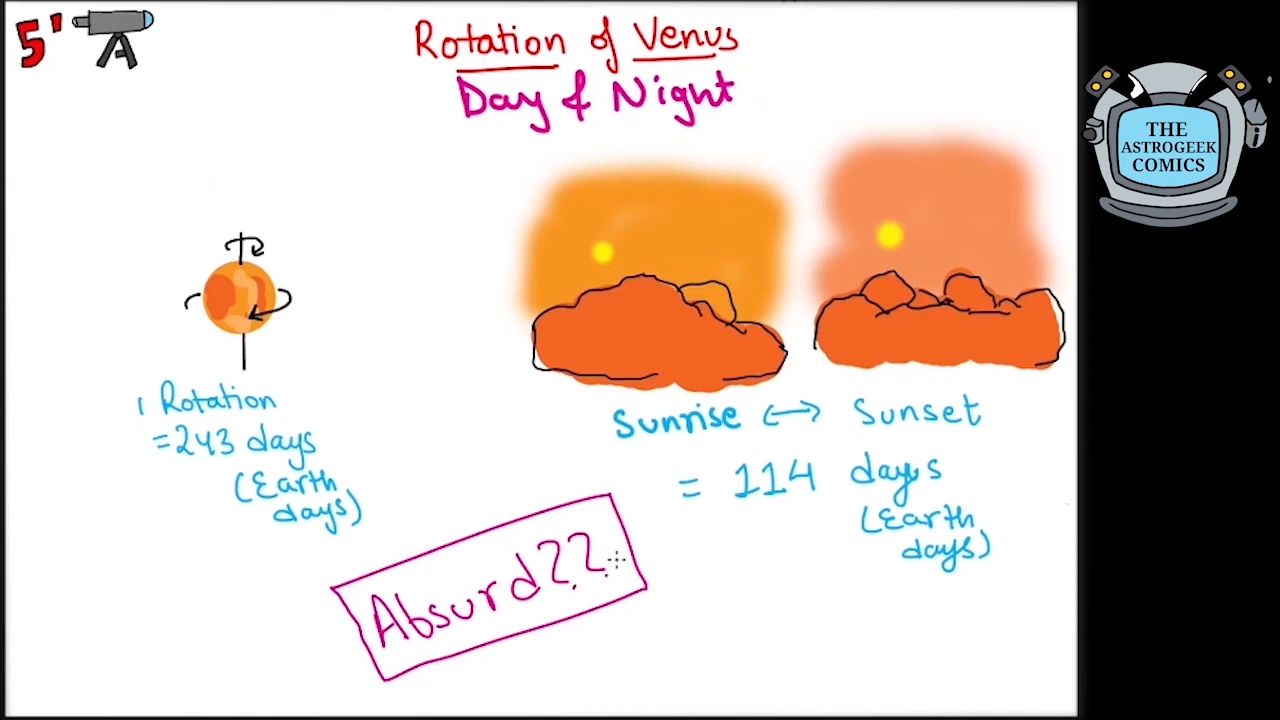 5'
Rotation of Venus
Day & Night
THE
ASTROGEEK
COMICS
1 Rotation
= 243 days
(Earth
days)
Sunrise ↔ Sunset
= 114 days
(Earth
days)
Absurd??